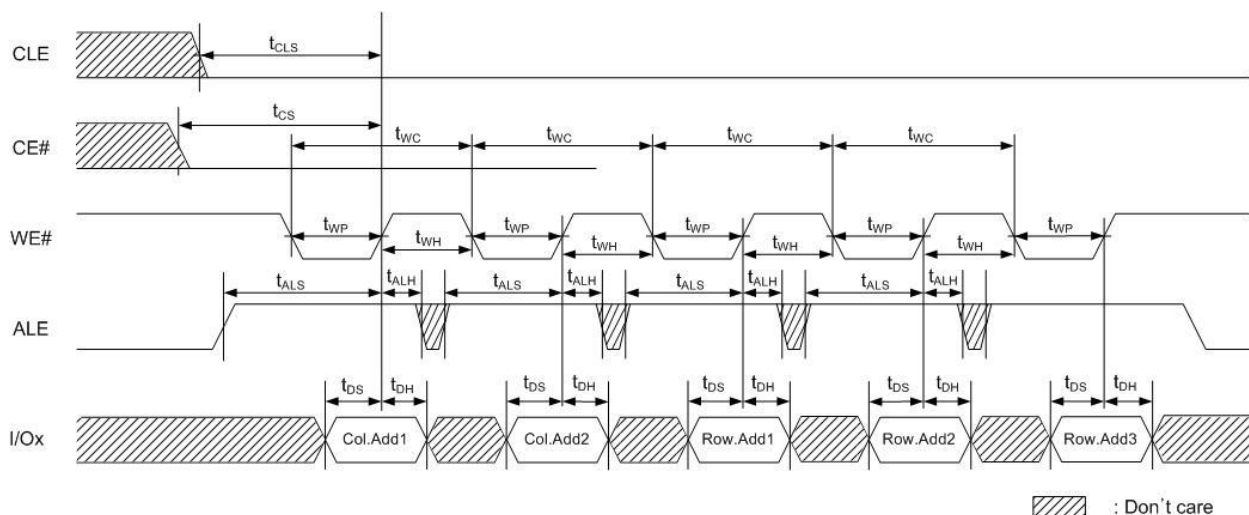 CLE
tCLS
tCS
CE#
tWC tWC tWC tWC
WE#
tWP tWH tWP tWH tWP tWH tWP tWH tWP
tALS tALH tALS tALH tALS tALH tALS tALH
ALE
tDS tDH tDS tDH tDS tDH tDS tDH tDS tDH
I/Ox
Col.Add1 Col.Add2 Row.Add1 Row.Add2 Row.Add3
: Don't care